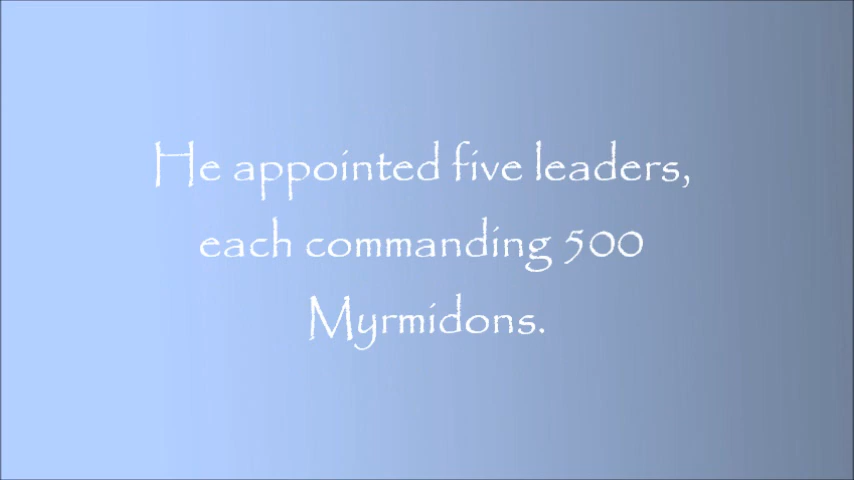 He appointed five leaders,
each commanding 500
Myrmidons.